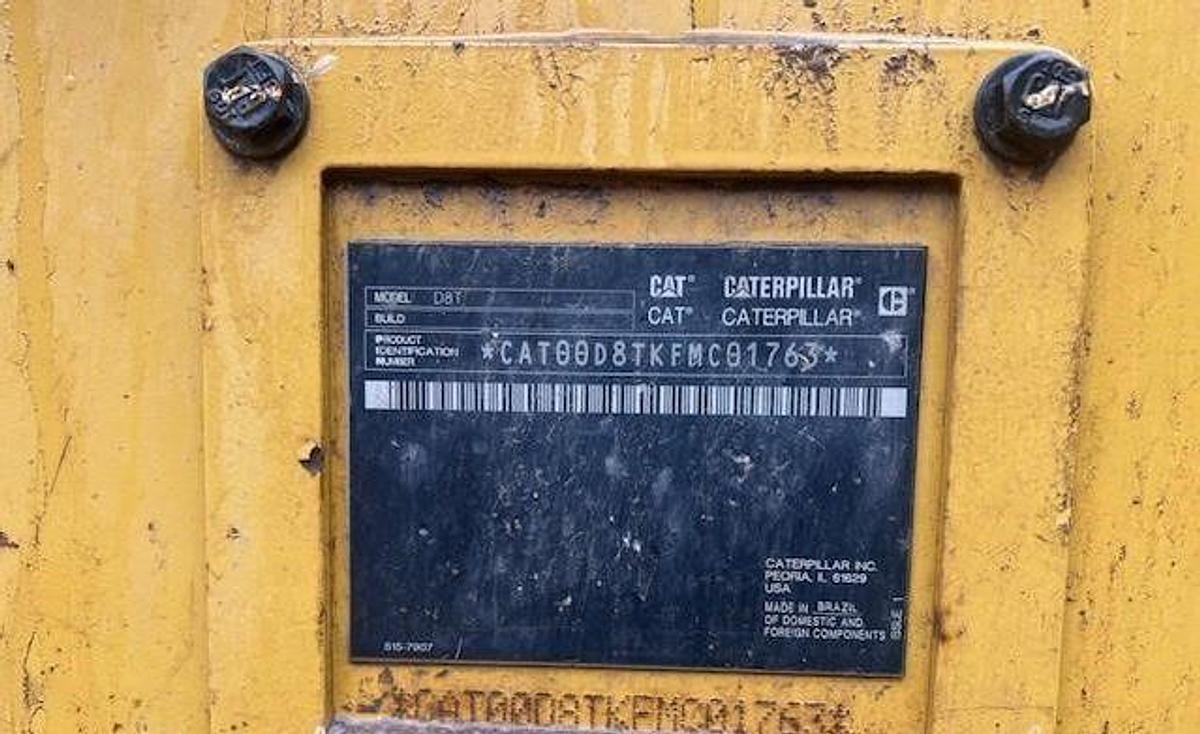 CAT® CATERPILLAR®
MODEL D8T
CAT® CATERPILLAR®
BUILD
PRODUCT
IDENTIFICATION
NUMBER
*CAT00D8TKFMC01763*
CATERPILLAR INC.
PEORIA, IL 61629
USA
MADE IN BRAZIL
OF DOMESTIC AND
FOREIGN COMPONENTS
515-7907
*CAT00D8TKFMC01763*